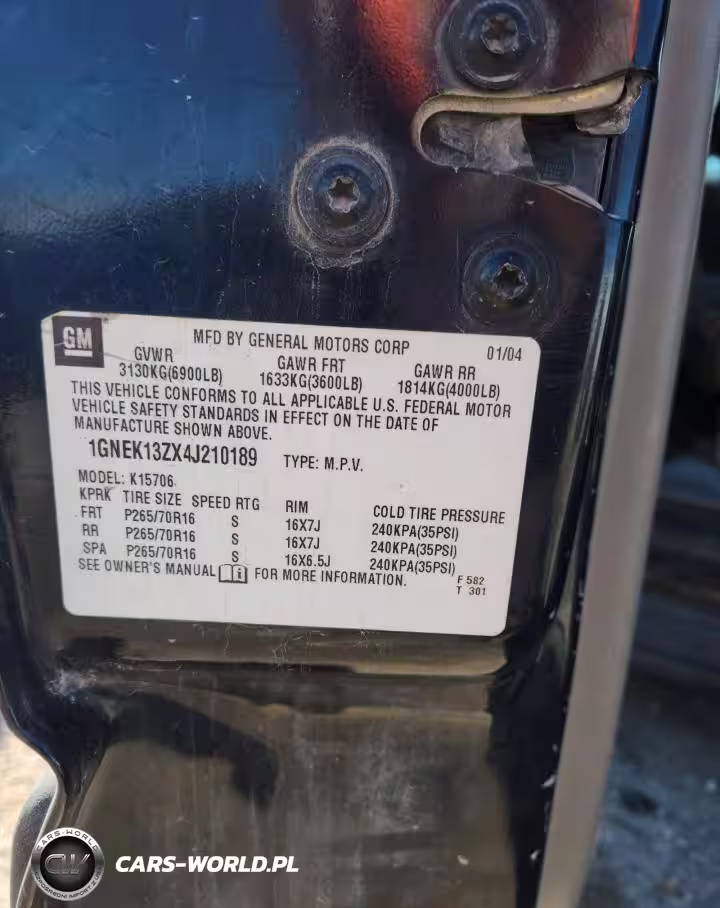 GM
MFD BY GENERAL MOTORS CORP 01/04
GVWR GAWR FRT GAWR RR
3130KG(6900LB) 1633KG(3600LB) 1814KG(4000LB)
THIS VEHICLE CONFORMS TO ALL APPLICABLE U.S. FEDERAL MOTOR
VEHICLE SAFETY STANDARDS IN EFFECT ON THE DATE OF
MANUFACTURE SHOWN ABOVE.
1GNEK13ZX4J210189 TYPE: M.P.V.
MODEL: K15706
KPRK TIRE SIZE SPEED RTG RIM COLD TIRE PRESSURE
FRT P265/70R16 S 16X7J 240KPA(35PSI)
RR P265/70R16 S 16X7J 240KPA(35PSI)
SPA P265/70R16 S 16X6.5J 240KPA(35PSI)
SEE OWNER'S MANUAL FOR MORE INFORMATION.
F 582
T 301
CARS-WORLD
CW
CARS-WORLD.PL